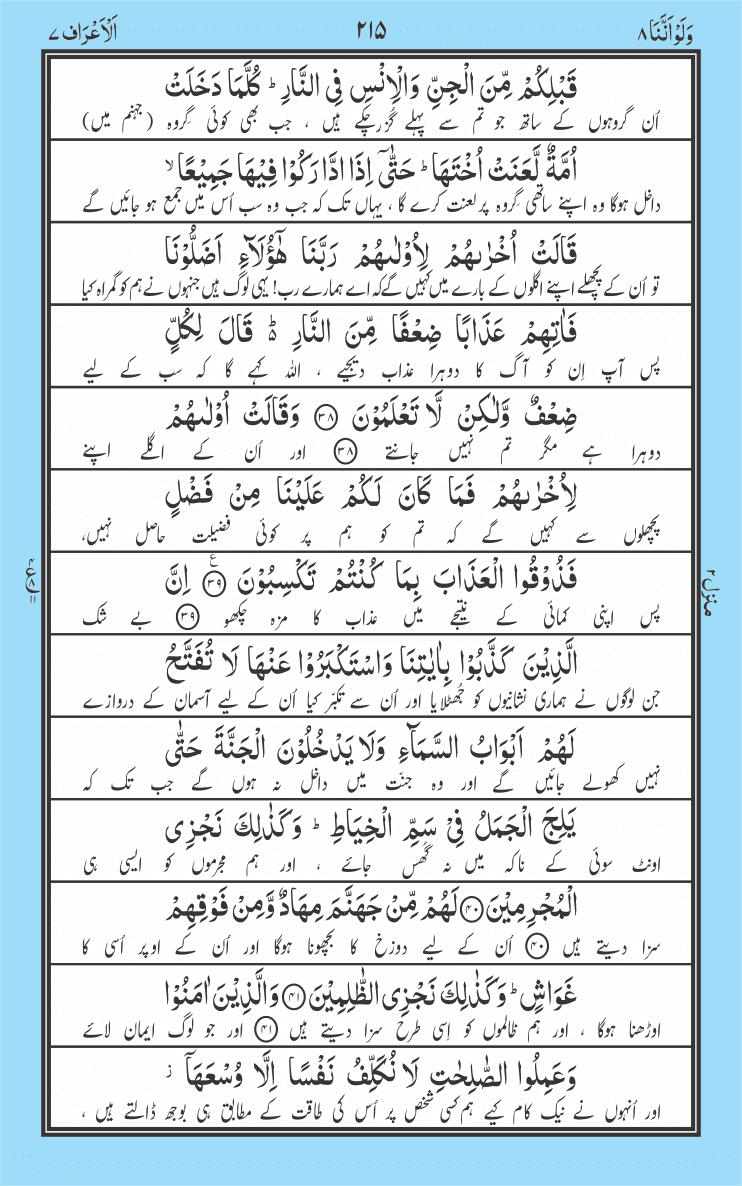 وَلَوْاَنَّنَا ۸
۲۱۵
اَلْاَعْرَاف ۷
قَبْلِكُمْ مِّنَ الْجِنِّ وَالْاِنْسِ فِی النَّارِ ؕ كُلَّمَا دَخَلَتْ
اُن گروہوں کے ساتھ جو تم سے پہلے گزر چکے ہیں ، جب بھی کوئی گروہ (جہنم میں)
اُمَّةٌ لَّعَنَتْ اُخْتَهَا ؕ حَتّٰۤی اِذَا ادَّارَكُوْا فِیْهَا جَمِیْعًا ۙ
داخل ہوگا وہ اپنے ساتھی گروہ پر لعنت کرے گا ، یہاں تک کہ جب وہ سب اُس میں جمع ہو جائیں گے
قَالَتْ اُخْرٰىهُمْ لِاُوْلٰىهُمْ رَبَّنَا هٰۤؤُلَآءِ اَضَلُّوْنَا
تو اُن کے پچھلے اپنے اگلوں کے بارے میں کہیں گے کہ اے ہمارے رب! یہی لوگ ہیں جنہوں نے ہم کو گمراہ کیا
فَاٰتِهِمْ عَذَابًا ضِعْفًا مِّنَ النَّارِ ؕ۬ قَالَ لِكُلٍّ
پس آپ اِن کو آگ کا دوہرا عذاب دیجیے ، اللہ کہے گا کہ سب کے لیے
ضِعْفٌ وَّلٰكِنْ لَّا تَعْلَمُوْنَ ۳۸ وَقَالَتْ اُوْلٰىهُمْ
دوہرا ہے مگر تم نہیں جانتے ۳۸ اور اُن کے اگلے اپنے
لِاُخْرٰىهُمْ فَمَا كَانَ لَكُمْ عَلَیْنَا مِنْ فَضْلٍ
پچھلوں سے کہیں گے کہ تم کو ہم پر کوئی فضیلت حاصل نہیں،
فَذُوْقُوا الْعَذَابَ بِمَا كُنْتُمْ تَكْسِبُوْنَ ۳۹ ع اِنَّ
پس اپنی کمائی کے نتیجے میں عذاب کا مزہ چکھو ۳۹ بے شک
الَّذِیْنَ كَذَّبُوْا بِاٰیٰتِنَا وَاسْتَكْبَرُوْا عَنْهَا لَا تُفَتَّحُ
جن لوگوں نے ہماری نشانیوں کو جُھٹلایا اور اُن سے تکبّر کیا اُن کے لیے آسمان کے دروازے
لَهُمْ اَبْوَابُ السَّمَآءِ وَلَا یَدْخُلُوْنَ الْجَنَّةَ حَتّٰی
نہیں کھولے جائیں گے اور وہ جنّت میں داخل نہ ہوں گے جب تک کہ
یَلِجَ الْجَمَلُ فِیْ سَمِّ الْخِیَاطِ ؕ وَكَذٰلِكَ نَجْزِی
اونٹ سوئی کے ناکہ میں نہ گُھس جائے ، اور ہم مجرموں کو ایسی ہی
الْمُجْرِمِیْنَ ۴۰ لَهُمْ مِّنْ جَهَنَّمَ مِهَادٌ وَّمِنْ فَوْقِهِمْ
سزا دیتے ہیں ۴۰ اُن کے لیے دوزخ کا بچھونا ہوگا اور اُن کے اوپر اُسی کا
غَوَاشٍ ؕ وَكَذٰلِكَ نَجْزِی الظّٰلِمِیْنَ ۴۱ وَالَّذِیْنَ اٰمَنُوْا
اوڑھنا ہوگا ، اور ہم ظالموں کو اِسی طرح سزا دیتے ہیں ۴۱ اور جو لوگ ایمان لائے
وَعَمِلُوا الصّٰلِحٰتِ لَا نُكَلِّفُ نَفْسًا اِلَّا وُسْعَهَاۤ ؗ
اور اُنہوں نے نیک کام کیے ہم کسی شخص پر اُس کی طاقت کے مطابق ہی بوجھ ڈالتے ہیں ،
منزل ۲